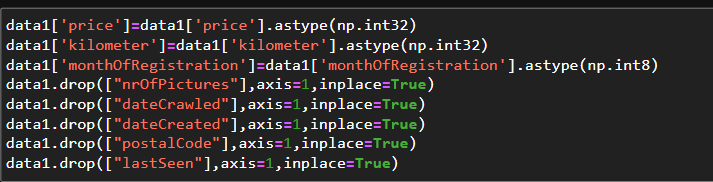 data1['price']=data1['price'].astype(np.int32)
data1['kilometer']=data1['kilometer'].astype(np.int32)
data1['monthOfRegistration']=data1['monthOfRegistration'].astype(np.int8)
data1.drop(["nrOfPictures"],axis=1,inplace=True)
data1.drop(["dateCrawled"],axis=1,inplace=True)
data1.drop(["dateCreated"],axis=1,inplace=True)
data1.drop(["postalCode"],axis=1,inplace=True)
data1.drop(["lastSeen"],axis=1,inplace=True)